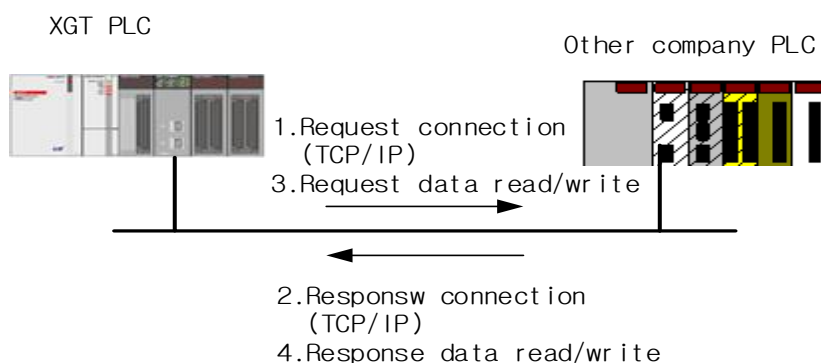 XGT PLC
Other company PLC
1.Request connection
(TCP/IP)
3.Request data read/write
2.Responsw connection
(TCP/IP)
4.Response data read/write